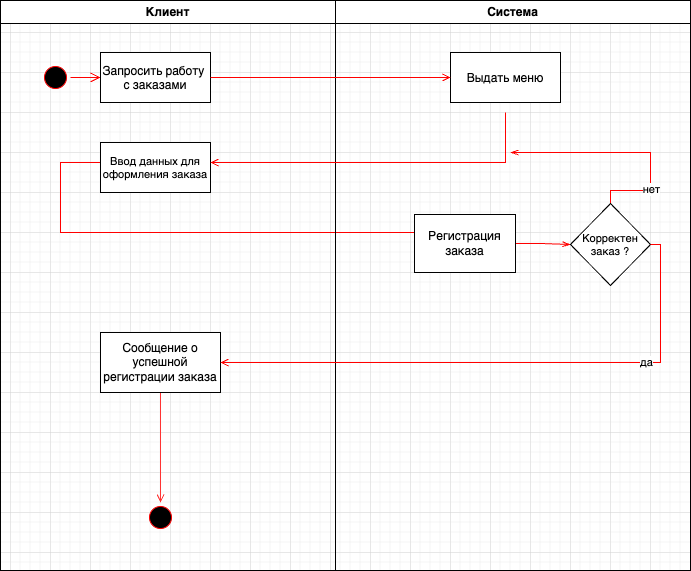 Клиент
Система
Запросить работу
с заказами
Выдать меню
Ввод данных для
оформления заказа
нет
Регистрация
заказа
Корректен
заказ ?
Сообщение о
успешной
регистрации заказа
да